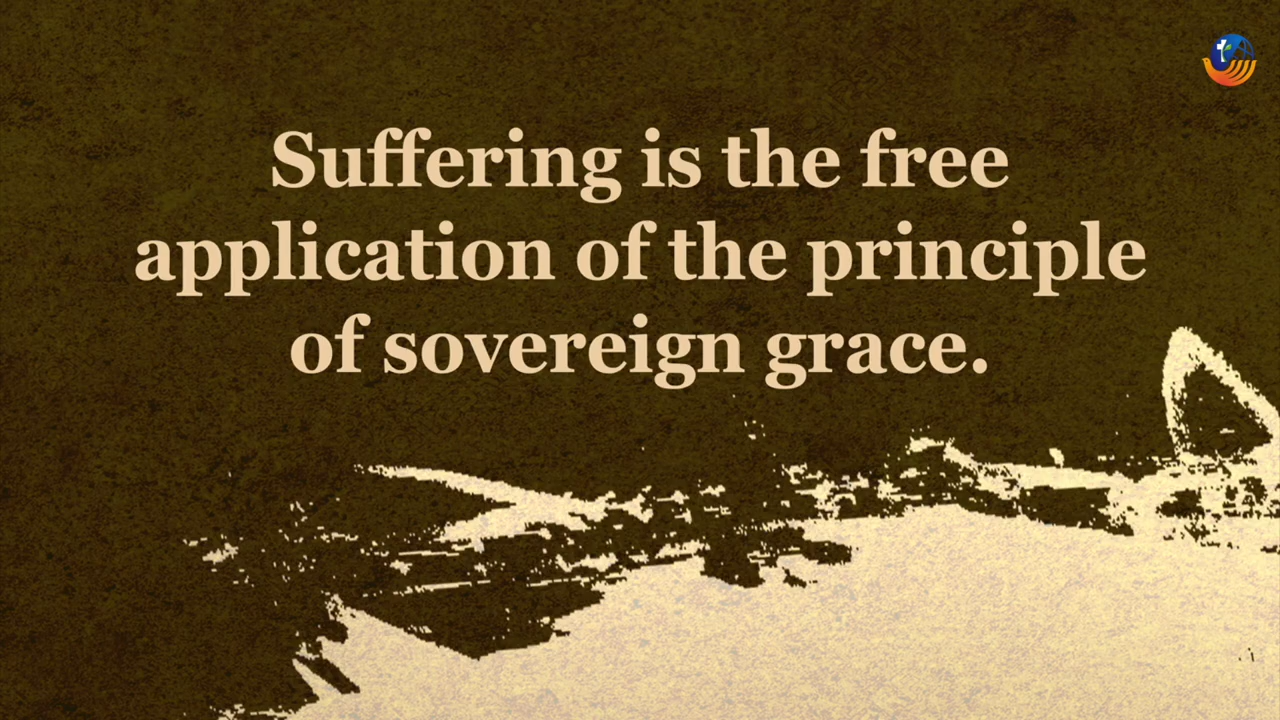 Suffering is the free
application of the principle
of sovereign grace.